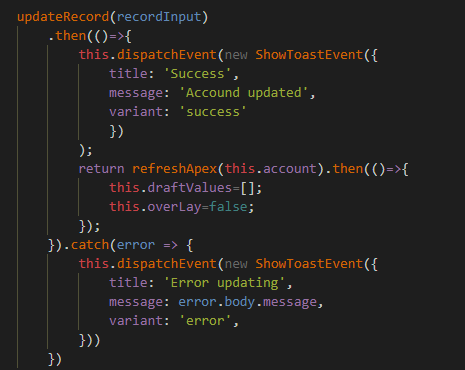 updateRecord(recordInput)
.then(()=>{
this.dispatchEvent(new ShowToastEvent({
title: 'Success',
message: 'Accound updated',
variant: 'success'
})
);
return refreshApex(this.account).then(()=>{
this.draftValues=[];
this.overLay=false;
});
}).catch(error => {
this.dispatchEvent(new ShowToastEvent({
title: 'Error updating',
message: error.body.message,
variant: 'error',
}))
})